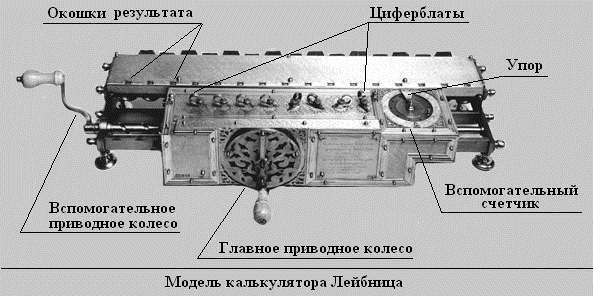 Окошки результата
Циферблаты
Упор
Вспомогательное
приводное колесо
Главное приводное колесо
Вспомогательный
счетчик
Модель калькулятора Лейбница